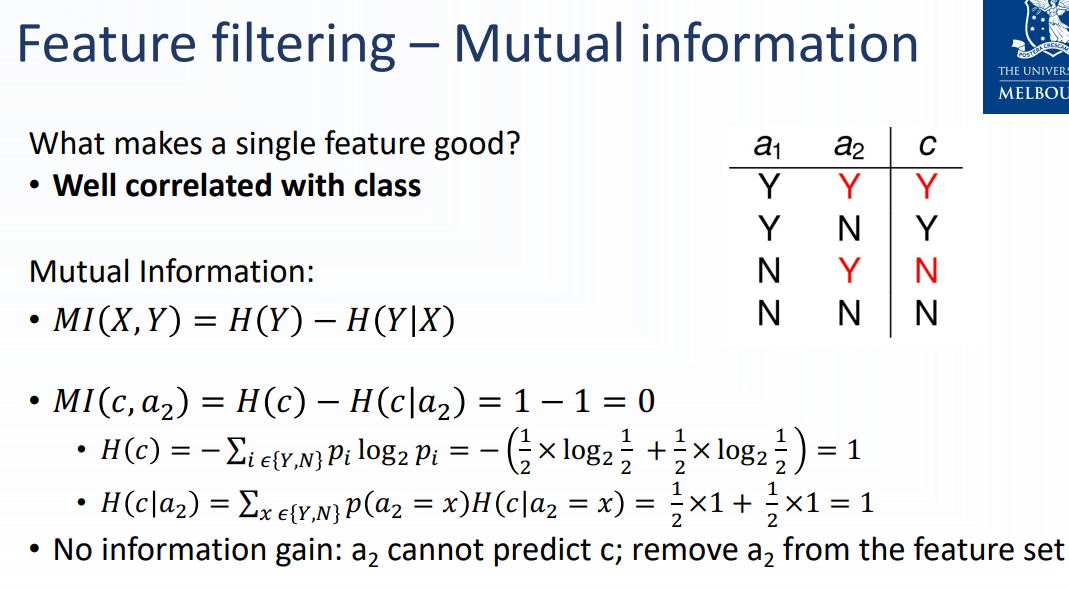 Feature filtering – Mutual information
THE UNIVERS
MELBOU
What makes a single feature good?
• Well correlated with class
a₁ a₂ c
Y Y Y
Y N Y
N Y N
N N N
Mutual Information:
• MI(X, Y) = H(Y) − H(Y|X)
• MI(c, a₂) = H(c) − H(c|a₂) = 1 − 1 = 0
• H(c) = − ∑_{i ϵ{Y,N}} pᵢ log₂ pᵢ = − (1/2 × log₂ 1/2 + 1/2 × log₂ 1/2) = 1
• H(c|a₂) = ∑_{x ϵ{Y,N}} p(a₂ = x)H(c|a₂ = x) = 1/2 ×1 + 1/2 ×1 = 1
• No information gain: a₂ cannot predict c; remove a₂ from the feature set